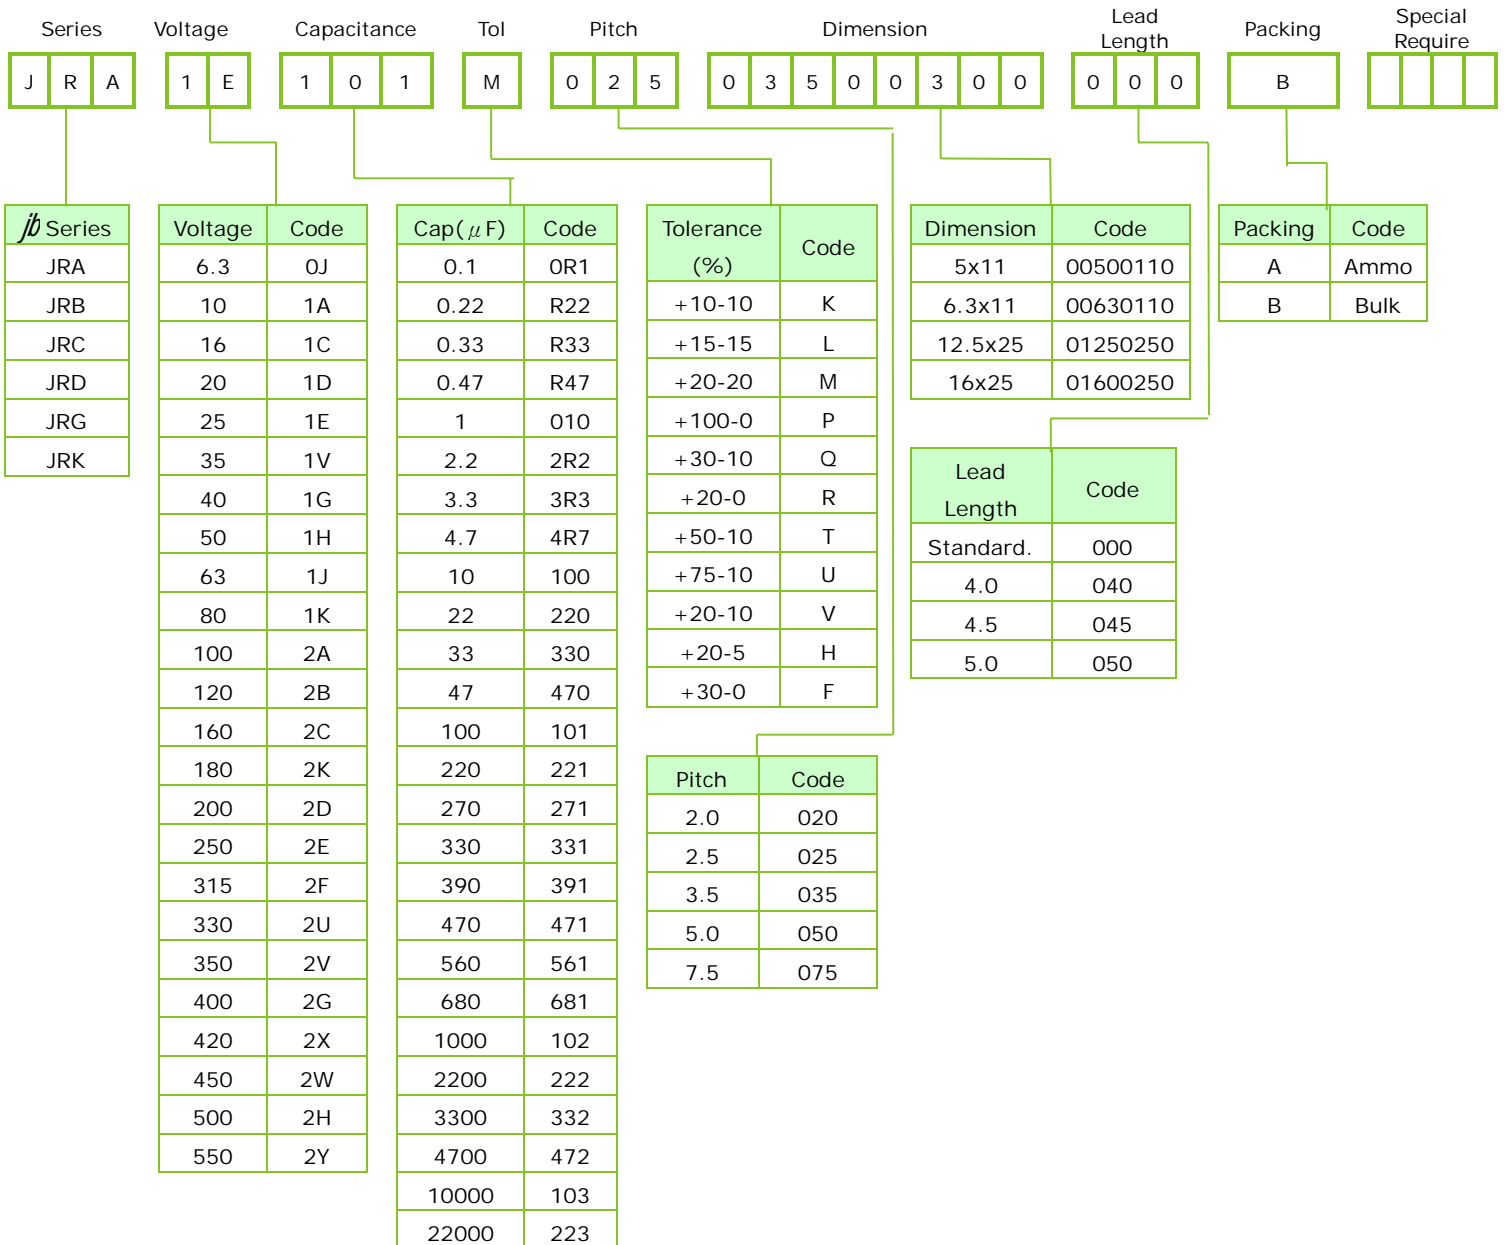 Series Voltage Capacitance Tol Pitch Dimension Lead Length Packing Special Require
J R A 1 E 1 0 1 M 0 2 5 0 3 5 0 0 3 0 0 0 0 0 B
jb Series
JRA
JRB
JRC
JRD
JRG
JRK
Voltage Code
6.3 0J
10 1A
16 1C
20 1D
25 1E
35 1V
40 1G
50 1H
63 1J
80 1K
100 2A
120 2B
160 2C
180 2K
200 2D
250 2E
315 2F
330 2U
350 2V
400 2G
420 2X
450 2W
500 2H
550 2Y
Cap(μF) Code
0.1 0R1
0.22 R22
0.33 R33
0.47 R47
1 010
2.2 2R2
3.3 3R3
4.7 4R7
10 100
22 220
33 330
47 470
100 101
220 221
270 271
330 331
390 391
470 471
560 561
680 681
1000 102
2200 222
3300 332
4700 472
10000 103
22000 223
Tolerance (%) Code
+10-10 K
+15-15 L
+20-20 M
+100-0 P
+30-10 Q
+20-0 R
+50-10 T
+75-10 U
+20-10 V
+20-5 H
+30-0 F
Pitch Code
2.0 020
2.5 025
3.5 035
5.0 050
7.5 075
Dimension Code
5x11 00500110
6.3x11 00630110
12.5x25 01250250
16x25 01600250
Lead Length Code
Standard. 000
4.0 040
4.5 045
5.0 050
Packing Code
A Ammo
B Bulk